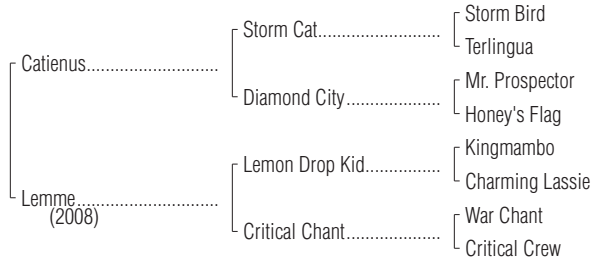 Storm Bird
Storm Cat
Terlingua
Catienus
Mr. Prospector
Diamond City
Honey's Flag
Kingmambo
Lemon Drop Kid
Charming Lassie
Lemme
(2008)
War Chant
Critical Chant
Critical Crew